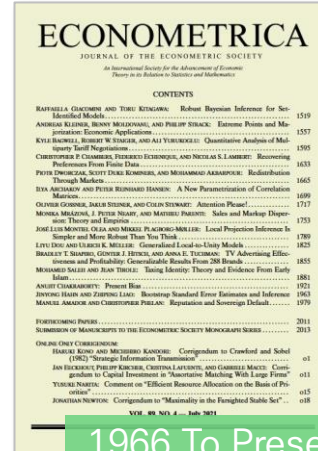 ECONOMETRICA
JOURNAL OF THE ECONOMETRIC SOCIETY
An International Society for the Advancement of Economic
Theory in its Relation to Statistics and Mathematics
CONTENTS
RAFFAELLA GIACOMINI AND TORU KITAGAWA: Robust Bayesian Inference for Set-
Identified Models 1519
ANDREAS KLEINER, BENNY MOLDOVANU, AND PHILIPP STRACK: Extreme Points and Ma-
jorization: Economic Applications 1557
KYLE BAGWELL, ROBERT W. STAIGER, AND ALI YURUKOGLU: Quantitative Analysis of Mul-
tiparty Tariff Negotiations 1595
CHRISTOPHER P. CHAMBERS, FEDERICO ECHENIQUE, AND NICOLAS S. LAMBERT: Recovering
Preferences From Finite Data 1633
PIOTR DWORCZAK, SCOTT DUKE KOMINERS, AND MOHAMMAD AKBARPOUR: Redistribution
Through Markets 1665
ILYA ARCHAKOV AND PETER REINHARD HANSEN: A New Parametrization of Correlation
Matrices 1699
OLIVIER GOSSNER, JAKUB STEINER, AND COLIN STEWART: Attention Please! 1717
MONIKA MRÁZOVÁ, J. PETER NEARY, AND MATHIEU PARENTI: Sales and Markup Disper-
sion: Theory and Empirics 1753
JOSÉ LUIS MONTIEL OLEA AND MIKKEL PLAGBORG-MØLLER: Local Projection Inference Is
Simpler and More Robust Than You Think 1789
LIYU DOU AND ULRICH K. MÜLLER: Generalized Local-to-Unity Models 1825
BRADLEY T. SHAPIRO, GÜNTER J. HITSCH, AND ANNA E. TUCHMAN: TV Advertising Effec-
tiveness and Profitability: Generalizable Results From 288 Brands 1855
MOHAMED SALEH AND JEAN TIROLE: Taxing Identity: Theory and Evidence From Early
Islam 1881
ANUJIT CHAKRABORTY: Present Bias 1921
JINYONG HAHN AND ZHIPENG LIAO: Bootstrap Standard Error Estimates and Inference 1963
MANUEL AMADOR AND CHRISTOPHER PHELAN: Reputation and Sovereign Default 1979
FORTHCOMING PAPERS 2011
SUBMISSION OF MANUSCRIPTS TO THE ECONOMETRIC SOCIETY MONOGRAPH SERIES 2013
ONLINE ONLY CORRIGENDUM:
HARUKI KONO AND MICHIHIRO KANDORI: Corrigendum to Crawford and Sobel
(1982) "Strategic Information Transmission" o1
JAN EECKHOUT, PHILIPP KIRCHER, CRISTINA LAFUENTE, AND GABRIELE MACCI: Corri-
gendum to Capital Investment in "Assortative Matching With Large Firms" o11
YUSUKE NARITA: Comment on "Efficient Resource Allocation on the Basis of Pri-
orities" o15
JONATHAN NEWTON: Corrigendum to "Maximality in the Farsighted Stable Set" o18
VOL. 89, NO. 4 — July 2021
1966 To Prese